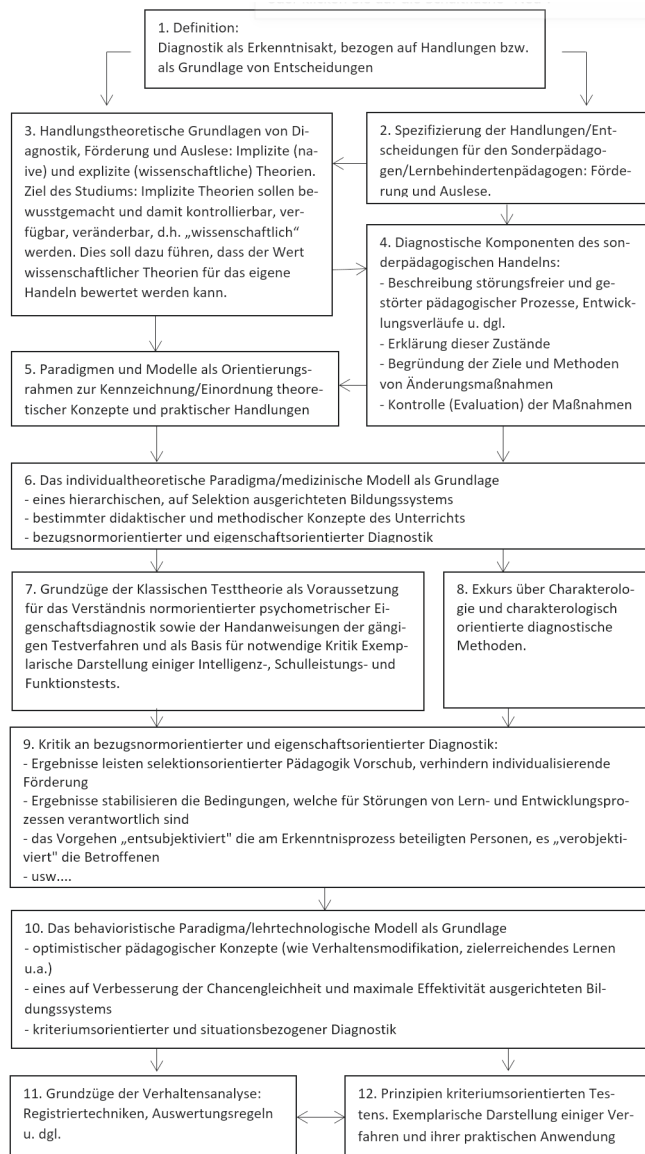 1. Definition:
Diagnostik als Erkenntnisakt, bezogen auf Handlungen bzw.
als Grundlage von Entscheidungen
3. Handlungstheoretische Grundlagen von Di-
agnostik, Förderung und Auslese: Implizite (na-
ive) und explizite (wissenschaftliche) Theorien.
Ziel des Studiums: Implizite Theorien sollen be-
wusstgemacht und damit kontrollierbar, ver-
fügbar, veränderbar, d.h. „wissenschaftlich“
werden. Dies soll dazu führen, dass der Wert
wissenschaftlicher Theorien für das eigene
Handeln bewertet werden kann.
2. Spezifizierung der Handlungen/Ent-
scheidungen für den Sonderpädago-
gen/Lernbehindertenpädagogen: Förde-
rung und Auslese.
4. Diagnostische Komponenten des son-
derpädagogischen Handelns:
- Beschreibung störungsfreier und ge-
störter pädagogischer Prozesse, Entwick-
lungsverläufe u. dgl.
- Erklärung dieser Zustände
- Begründung der Ziele und Methoden
von Änderungsmaßnahmen
- Kontrolle (Evaluation) der Maßnahmen
5. Paradigmen und Modelle als Orientierungs-
rahmen zur Kennzeichnung/Einordnung theore-
tischer Konzepte und praktischer Handlungen
6. Das individualtheoretische Paradigma/medizinische Modell als Grundlage
- eines hierarchischen, auf Selektion ausgerichteten Bildungssystems
- bestimmter didaktischer und methodischer Konzepte des Unterrichts
- bezugsnormorientierter und eigenschaftsorientierter Diagnostik
7. Grundzüge der Klassischen Testtheorie als Voraussetzung
für das Verständnis normorientierter psychometrischer Ei-
genschaftsdiagnostik sowie der Handanweisungen der gängi-
gen Testverfahren und als Basis für notwendige Kritik Exemp-
larische Darstellung einiger Intelligenz-, Schulleistungs- und
Funktionstests.
8. Exkurs über Charakterolo-
gie und charakterologisch
orientierte diagnostische
Methoden.
9. Kritik an bezugsnormorientierter und eigenschaftsorientierter Diagnostik:
- Ergebnisse leisten selektionsorientierter Pädagogik Vorschub, verhindern individualisierende
Förderung
- Ergebnisse stabilisieren die Bedingungen, welche für Störungen von Lern- und Entwicklungspro-
zessen verantwortlich sind
- das Vorgehen „entsubjektiviert" die am Erkenntnisprozess beteiligten Personen, es „verobjekti-
viert" die Betroffenen
- usw....
10. Das behavioristische Paradigma/lehrtechnologische Modell als Grundlage
- optimistischer pädagogischer Konzepte (wie Verhaltensmodifikation, zielerreichendes Lernen
u.a.)
- eines auf Verbesserung der Chancengleichheit und maximale Effektivität ausgerichteten Bil-
dungssystems
- kriteriumsorientierter und situationsbezogener Diagnostik
11. Grundzüge der Verhaltensanalyse:
Registriertechniken, Auswertungsregeln
u. dgl.
12. Prinzipien kriteriumsorientierten Tes-
tens. Exemplarische Darstellung einiger Ver-
fahren und ihrer praktischen Anwendung